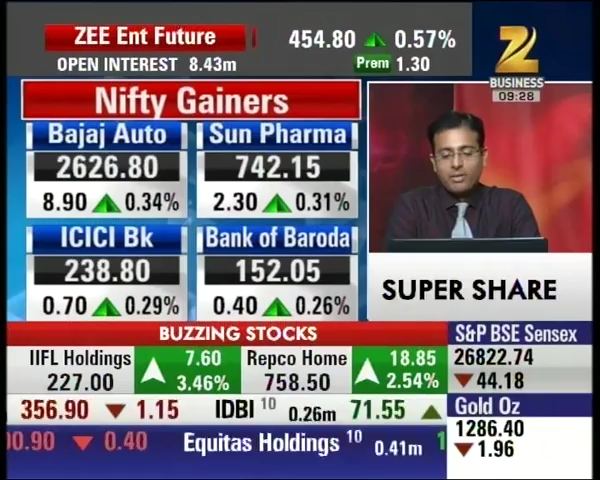 ZEE Ent Future 454.80 0.57%
OPEN INTEREST 8.43m Prem 1.30
Z
BUSINESS
09:28
Nifty Gainers
Bajaj Auto Sun Pharma
2626.80 742.15
8.90 0.34% 2.30 0.31%
ICICI Bk Bank of Baroda
238.80 152.05
0.70 0.29% 0.40 0.26%
SUPER SHARE
BUZZING STOCKS
IIFL Holdings 7.60 Repco Home 18.85
227.00 3.46% 758.50 2.54%
S&P BSE Sensex
26822.74
44.18
356.90 1.15 IDBI 10 0.26m 71.55
Gold Oz
1286.40
1.96
0.90 0.40 Equitas Holdings 10 0.41m 1